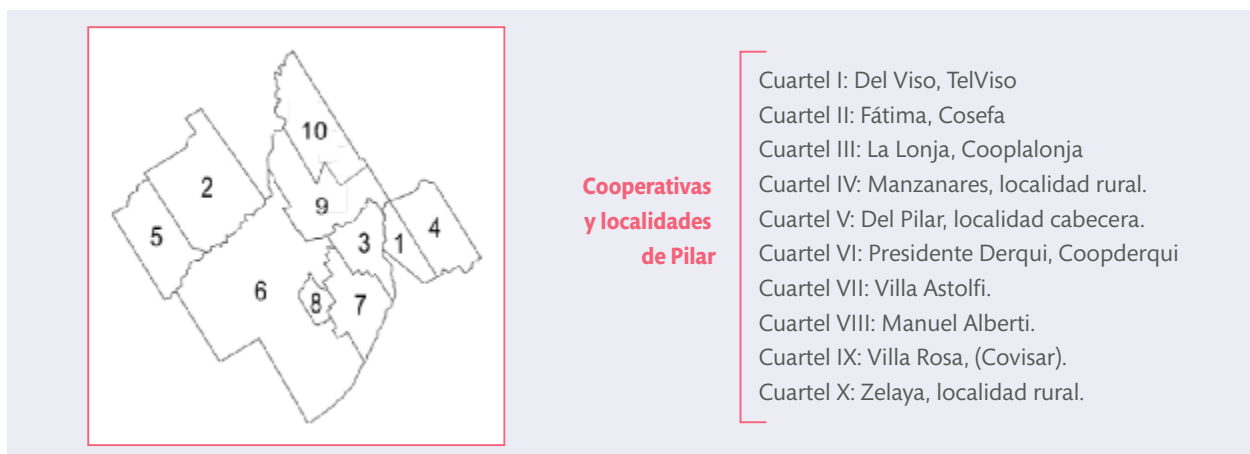 10
2
9
5
3
1
4
6
8
7
Cooperativas
y localidades
de Pilar
Cuartel I: Del Viso, TelViso
Cuartel II: Fátima, Cosefa
Cuartel III: La Lonja, Cooplalonja
Cuartel IV: Manzanares, localidad rural.
Cuartel V: Del Pilar, localidad cabecera.
Cuartel VI: Presidente Derqui, Coopderqui
Cuartel VII: Villa Astolfi.
Cuartel VIII: Manuel Alberti.
Cuartel IX: Villa Rosa, (Covisar).
Cuartel X: Zelaya, localidad rural.